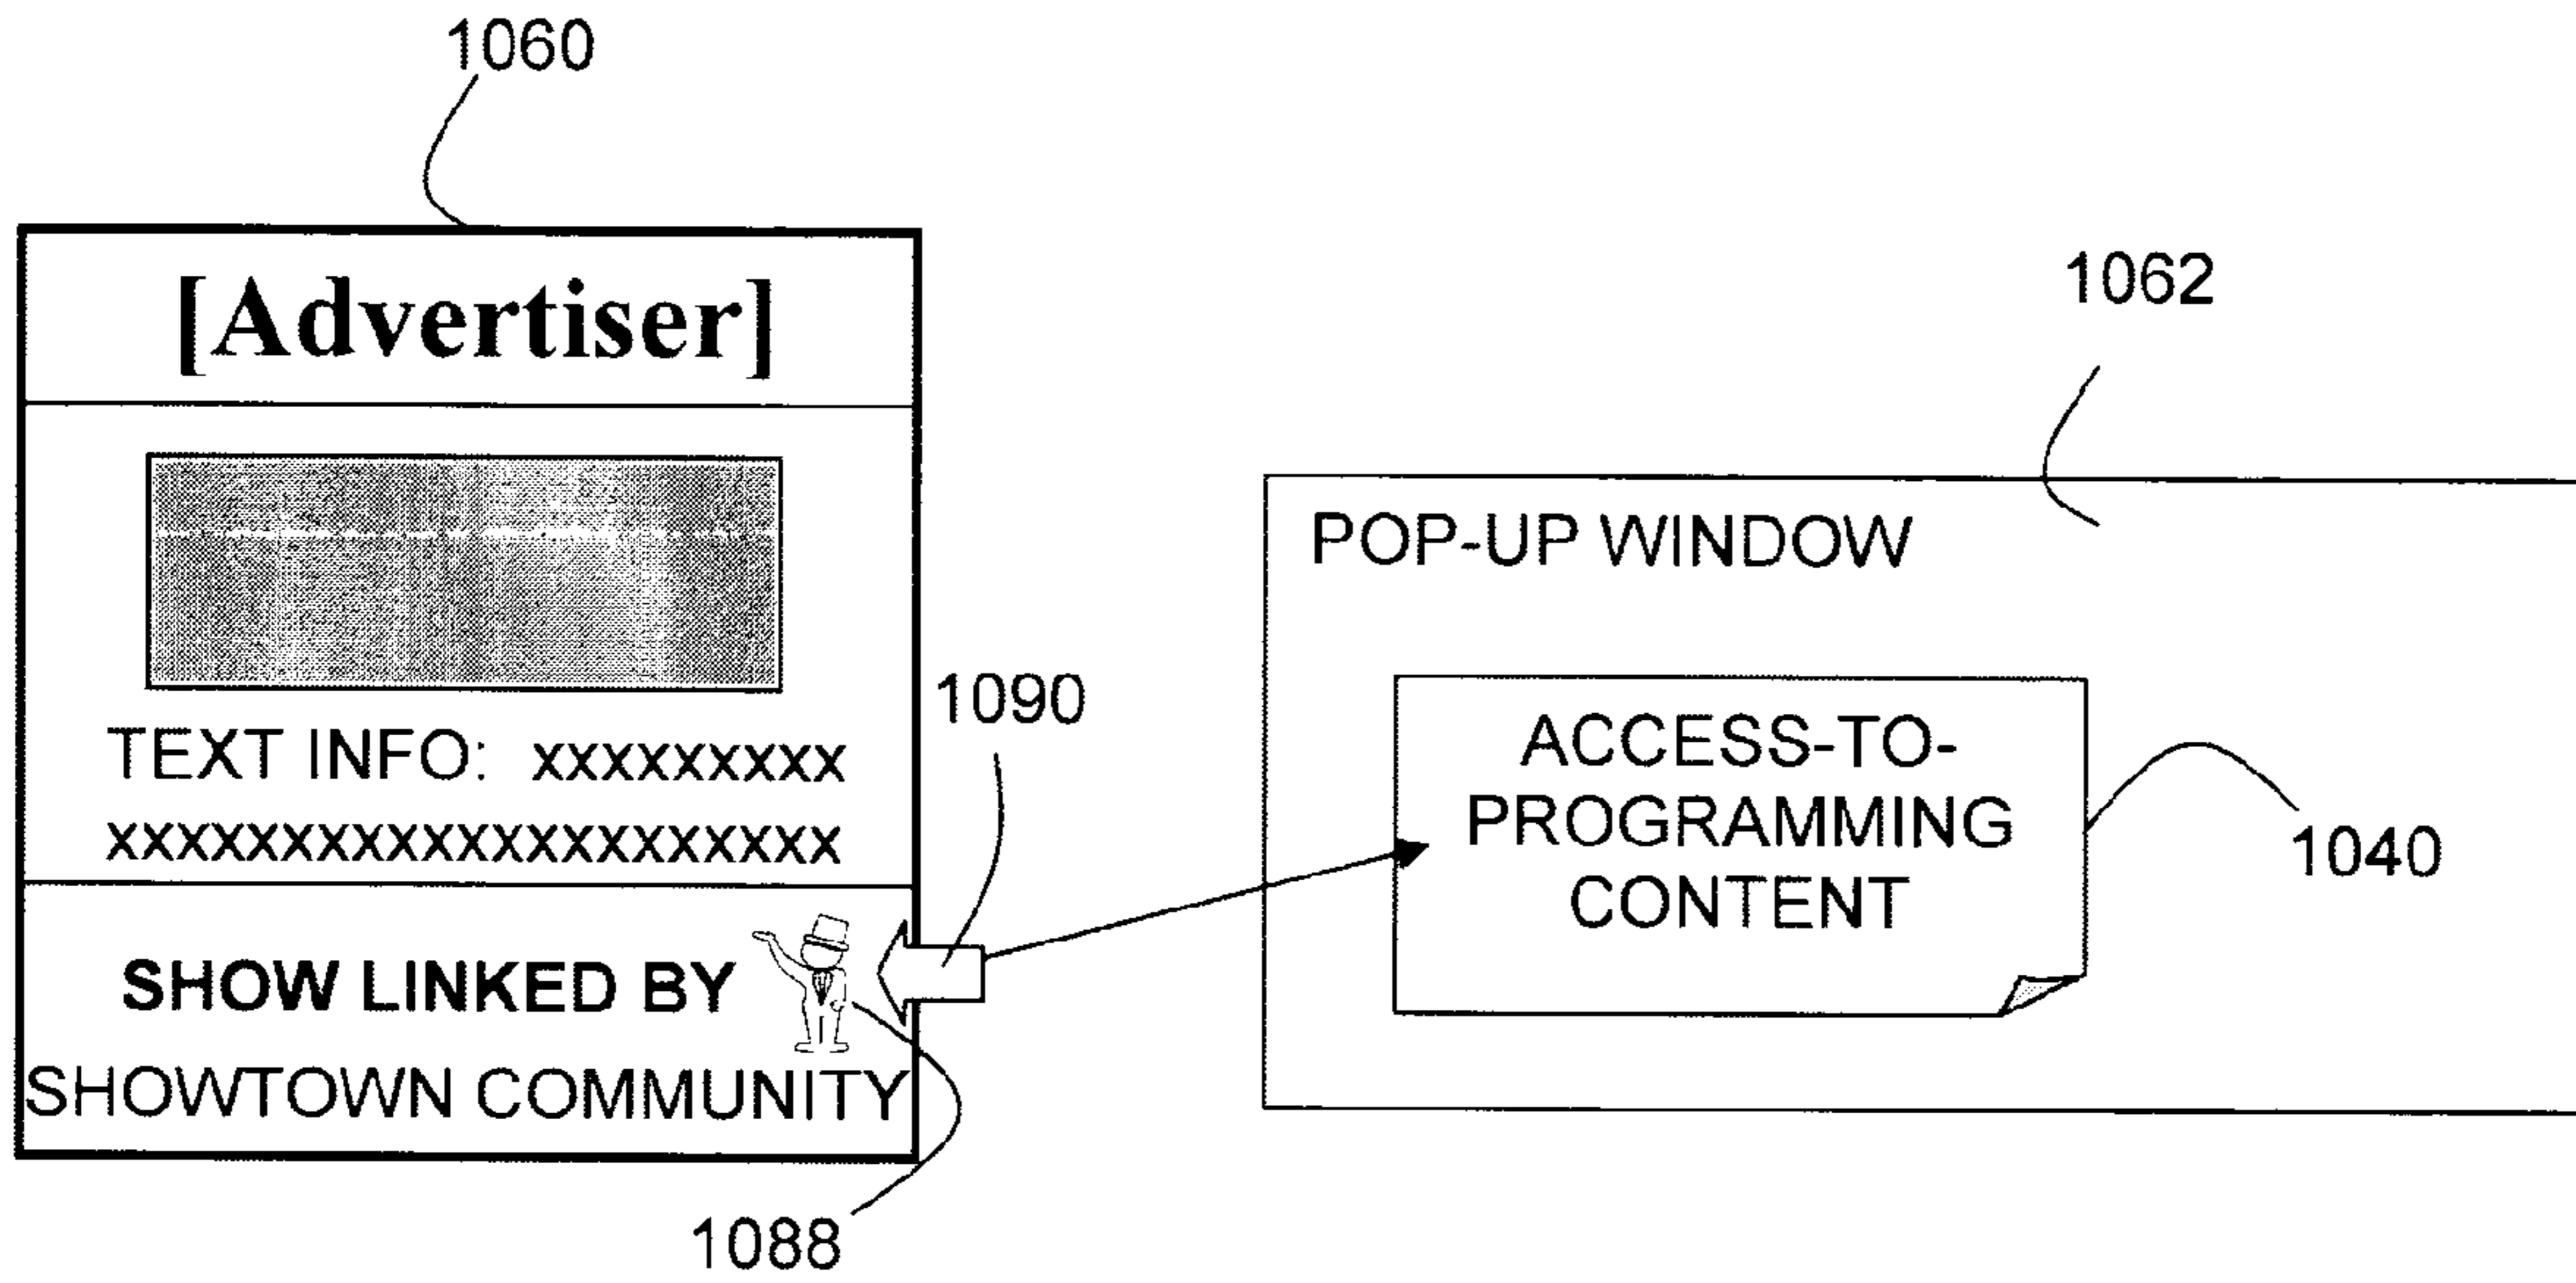 1060
[Advertiser]
TEXT INFO: xxxxxxxxx
xxxxxxxxxxxxxxxxxxxxx
SHOW LINKED BY
SHOWTOWN COMMUNITY
1090
1088
1062
POP-UP WINDOW
ACCESS-TO-
PROGRAMMING
CONTENT
1040